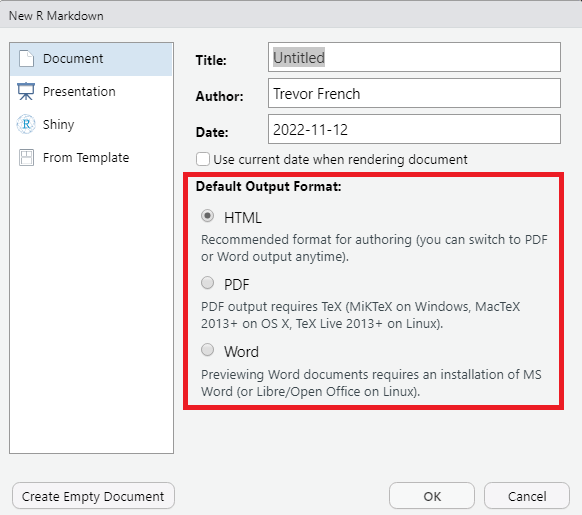 New R Markdown
Document
Presentation
Shiny
From Template
Title: Untitled
Author: Trevor French
Date: 2022-11-12
Use current date when rendering document
Default Output Format:
HTML
Recommended format for authoring (you can switch to PDF
or Word output anytime).
PDF
PDF output requires TeX (MiKTeX on Windows, MacTeX
2013+ on OS X, TeX Live 2013+ on Linux).
Word
Previewing Word documents requires an installation of MS
Word (or Libre/Open Office on Linux).
Create Empty Document
OK
Cancel